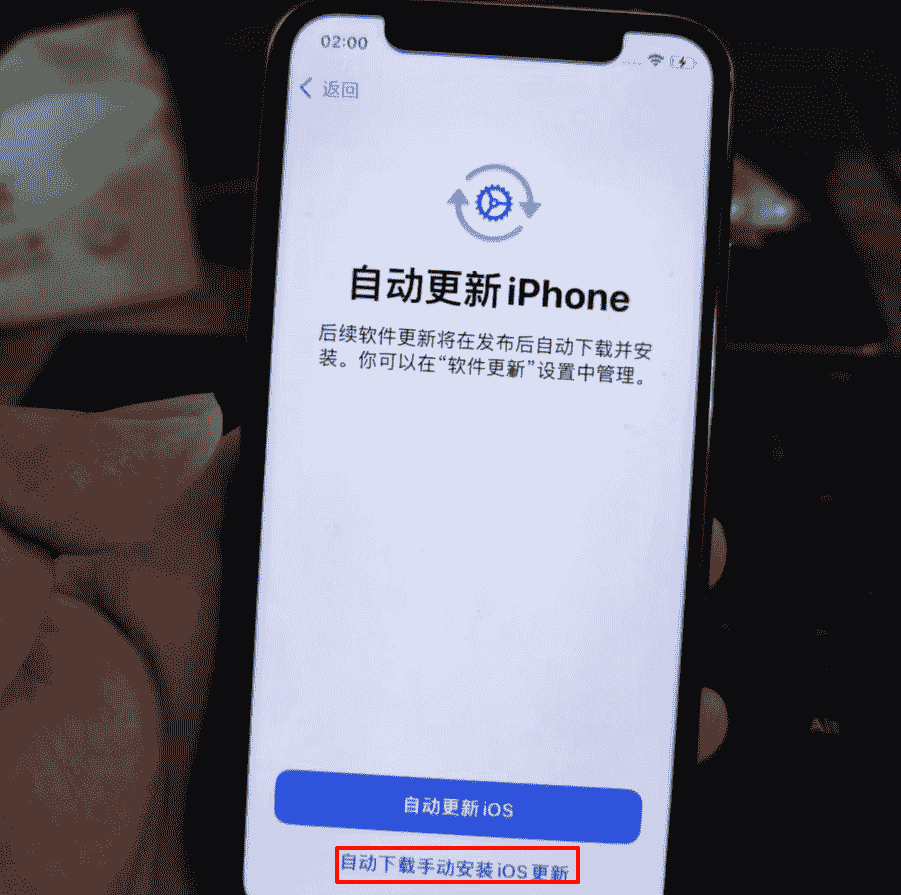 02:00
返回
自动更新iPhone
后续软件更新将在发布后自动下载并安
装。你可以在“软件更新”设置中管理。
自动更新iOS
自动下载手动安装iOS更新
Alt